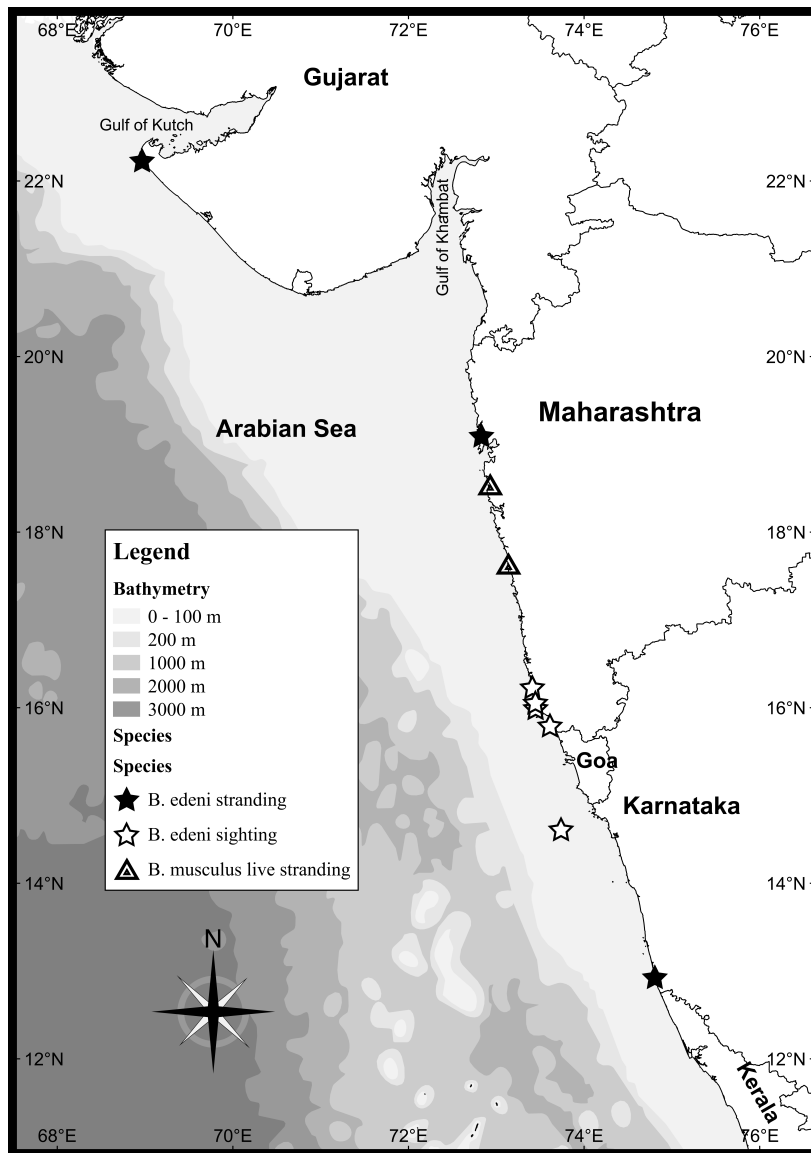 68°E 70°E 72°E 74°E 76°E
Gujarat
Gulf of Kutch
22°N 22°N
Gulf of Khambat
20°N 20°N
Maharashtra
Arabian Sea
18°N 18°N
Legend
Bathymetry
0 - 100 m
200 m
1000 m
2000 m
3000 m
Species
Species
B. edeni stranding
B. edeni sighting
B. musculus live stranding
16°N 16°N
Goa
Karnataka
14°N 14°N
N
12°N 12°N
Kerala
68°E 70°E 72°E 74°E 76°E